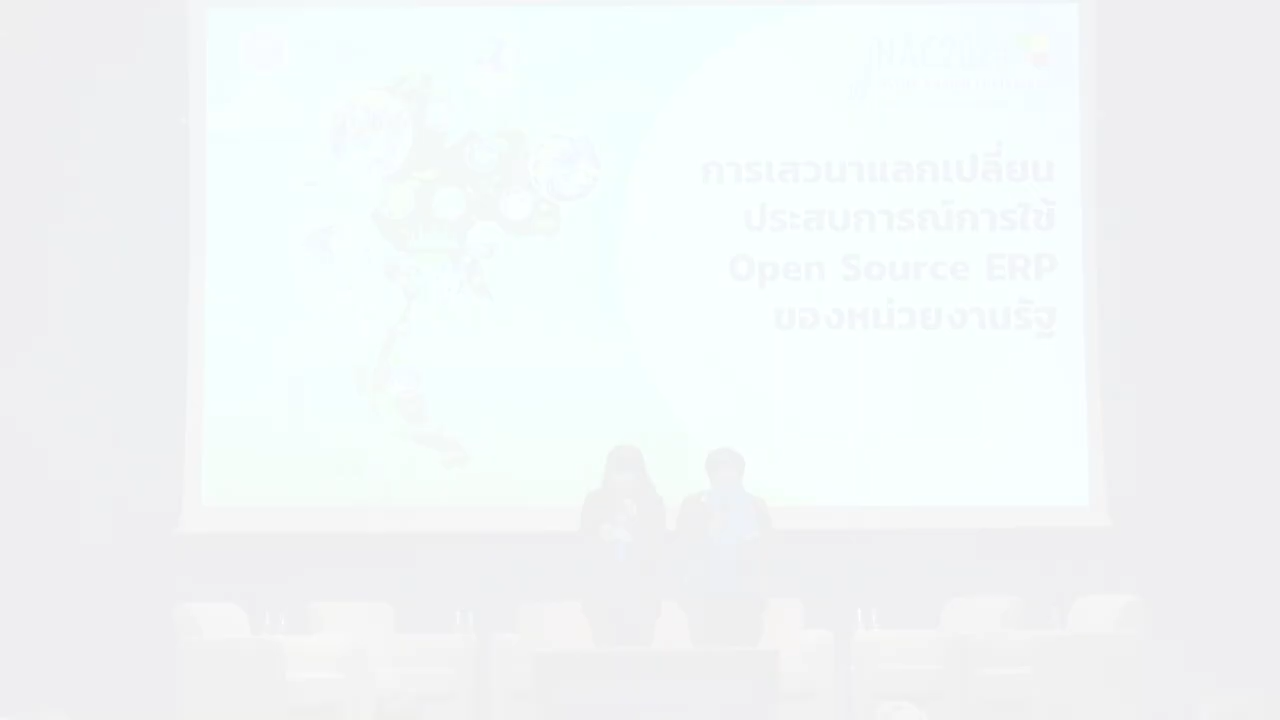 การเสวนาแลกเปลี่ยน
ประสบการณ์การใช้
Open Source ERP
ของหน่วยงานรัฐ